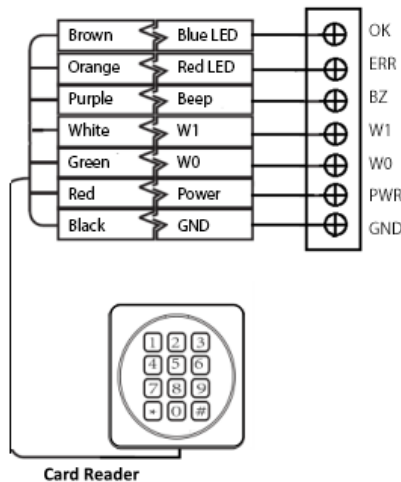 Brown Blue LED OK
Orange Red LED ERR
Purple Beep BZ
White W1 W1
Green W0 W0
Red Power PWR
Black GND GND
1 2 3
4 5 6
7 8 9
* 0 #
Card Reader